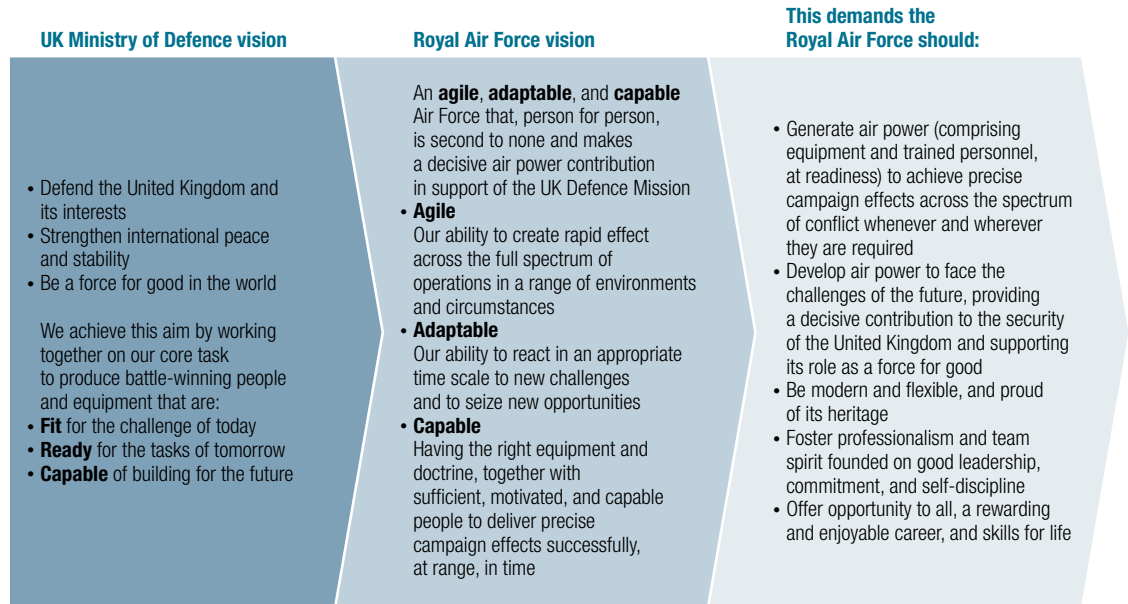 UK Ministry of Defence vision
• Defend the United Kingdom and
its interests
• Strengthen international peace
and stability
• Be a force for good in the world
We achieve this aim by working
together on our core task
to produce battle-winning people
and equipment that are:
• Fit for the challenge of today
• Ready for the tasks of tomorrow
• Capable of building for the future
Royal Air Force vision
An agile, adaptable, and capable
Air Force that, person for person,
is second to none and makes
a decisive air power contribution
in support of the UK Defence Mission
• Agile
Our ability to create rapid effect
across the full spectrum of
operations in a range of environments
and circumstances
• Adaptable
Our ability to react in an appropriate
time scale to new challenges
and to seize new opportunities
• Capable
Having the right equipment and
doctrine, together with
sufficient, motivated, and capable
people to deliver precise
campaign effects successfully,
at range, in time
This demands the
Royal Air Force should:
• Generate air power (comprising
equipment and trained personnel,
at readiness) to achieve precise
campaign effects across the spectrum
of conflict whenever and wherever
they are required
• Develop air power to face the
challenges of the future, providing
a decisive contribution to the security
of the United Kingdom and supporting
its role as a force for good
• Be modern and flexible, and proud
of its heritage
• Foster professionalism and team
spirit founded on good leadership,
commitment, and self-discipline
• Offer opportunity to all, a rewarding
and enjoyable career, and skills for life